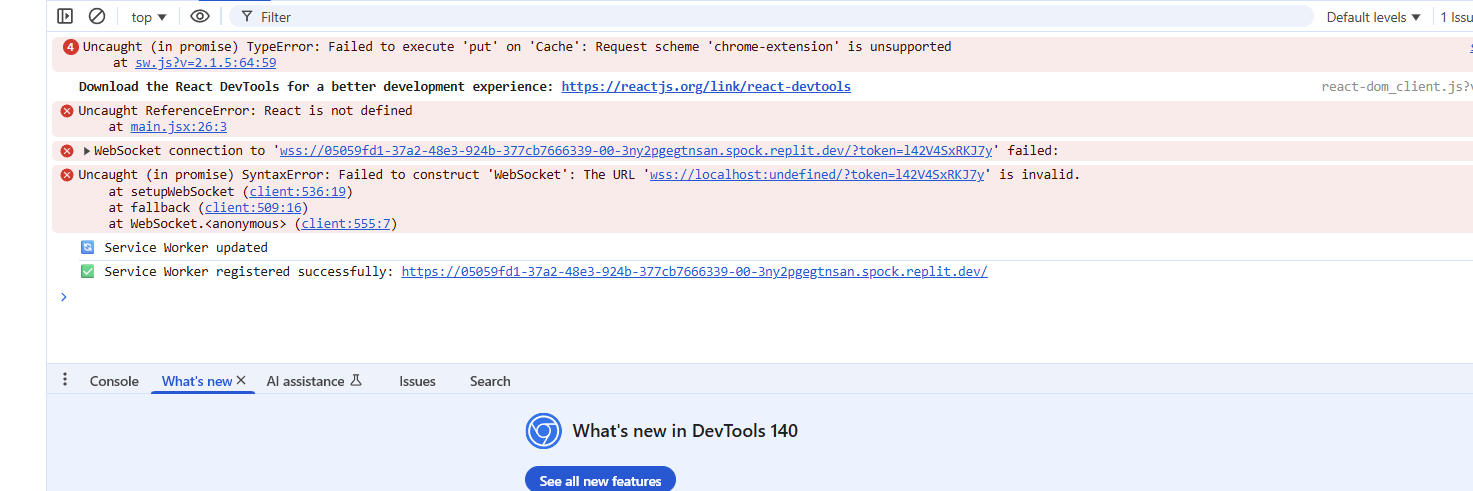 top ▼ Filter Default levels ▼ 1
4 Uncaught (in promise) TypeError: Failed to execute 'put' on 'Cache': Request scheme 'chrome-extension' is unsupported
at sw.js?v=2.1.5:64:59
Download the React DevTools for a better development experience: https://reactjs.org/link/react-devtools react-dom_client.js?
Uncaught ReferenceError: React is not defined
at main.jsx:26:3
▶WebSocket connection to 'wss://05059fd1-37a2-48e3-924b-377cb7666339-00-3ny2pgegtnsan.spock.replit.dev/?token=l42V4SxRKJ7y' failed:
Uncaught (in promise) SyntaxError: Failed to construct 'WebSocket': The URL 'wss://localhost:undefined/?token=l42V4SxRKJ7y' is invalid.
at setupWebSocket (client:536:19)
at fallback (client:509:16)
at WebSocket.<anonymous> (client:555:7)
Service Worker updated
Service Worker registered successfully: https://05059fd1-37a2-48e3-924b-377cb7666339-00-3ny2pgegtnsan.spock.replit.dev/
Console What's new AI assistance Issues Search
What's new in DevTools 140
See all new features